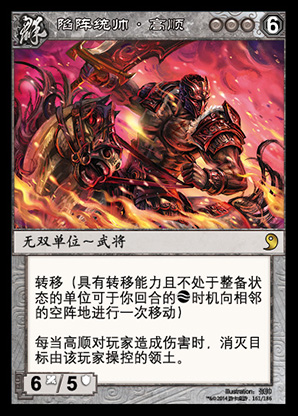 群 陷阵统帅·高顺 6
无双单位~武将
转移（具有转移能力且不处于整备状
态的单位可于你回合的时机向相邻
的空阵地进行一次移动）
每当高顺对玩家造成伤害时，消灭
目标由该玩家操控的领土。
6 / 5
Illustration:
161/186